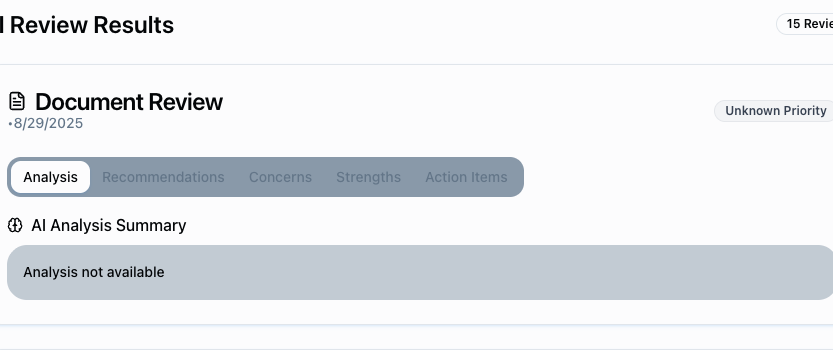 Review Results
15
Document Review
•8/29/2025
Unknown Priority
Analysis Recommendations Concerns Strengths Action Items
AI Analysis Summary
Analysis not available